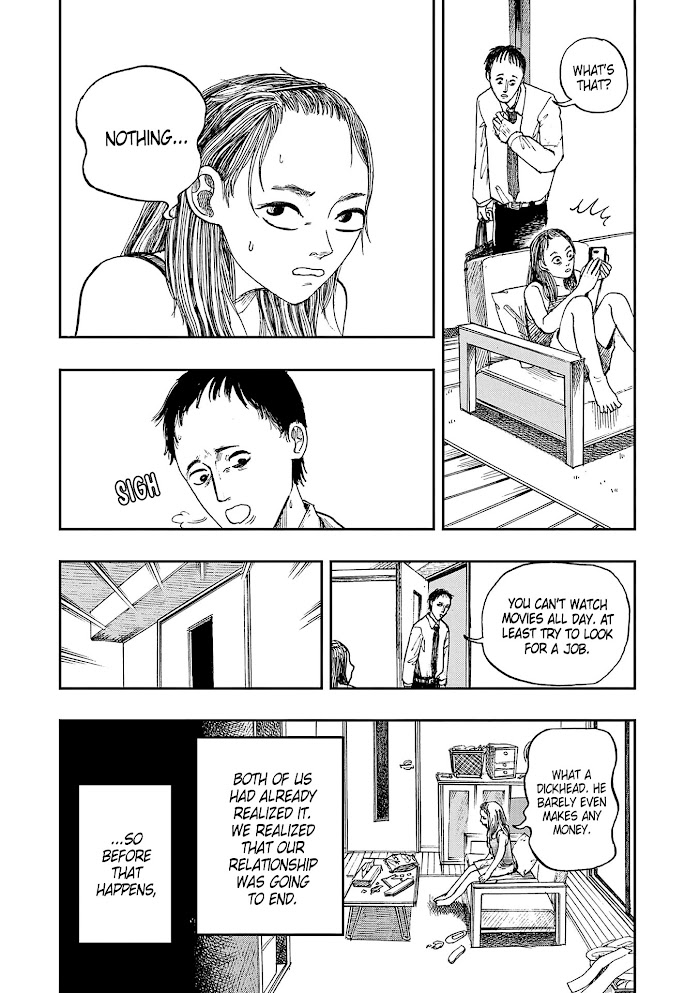 WHAT'S
THAT?
NOTHING...
SIGH
YOU CAN'T WATCH
MOVIES ALL DAY. AT
LEAST TRY TO LOOK
FOR A JOB.
WHAT A
DICKHEAD. HE
BARELY EVEN
MAKES ANY
MONEY.
BOTH OF US
HAD ALREADY
REALIZED IT.
WE REALIZED
THAT OUR
RELATIONSHIP
WAS GOING
TO END.
...SO
BEFORE
THAT
HAPPENS,